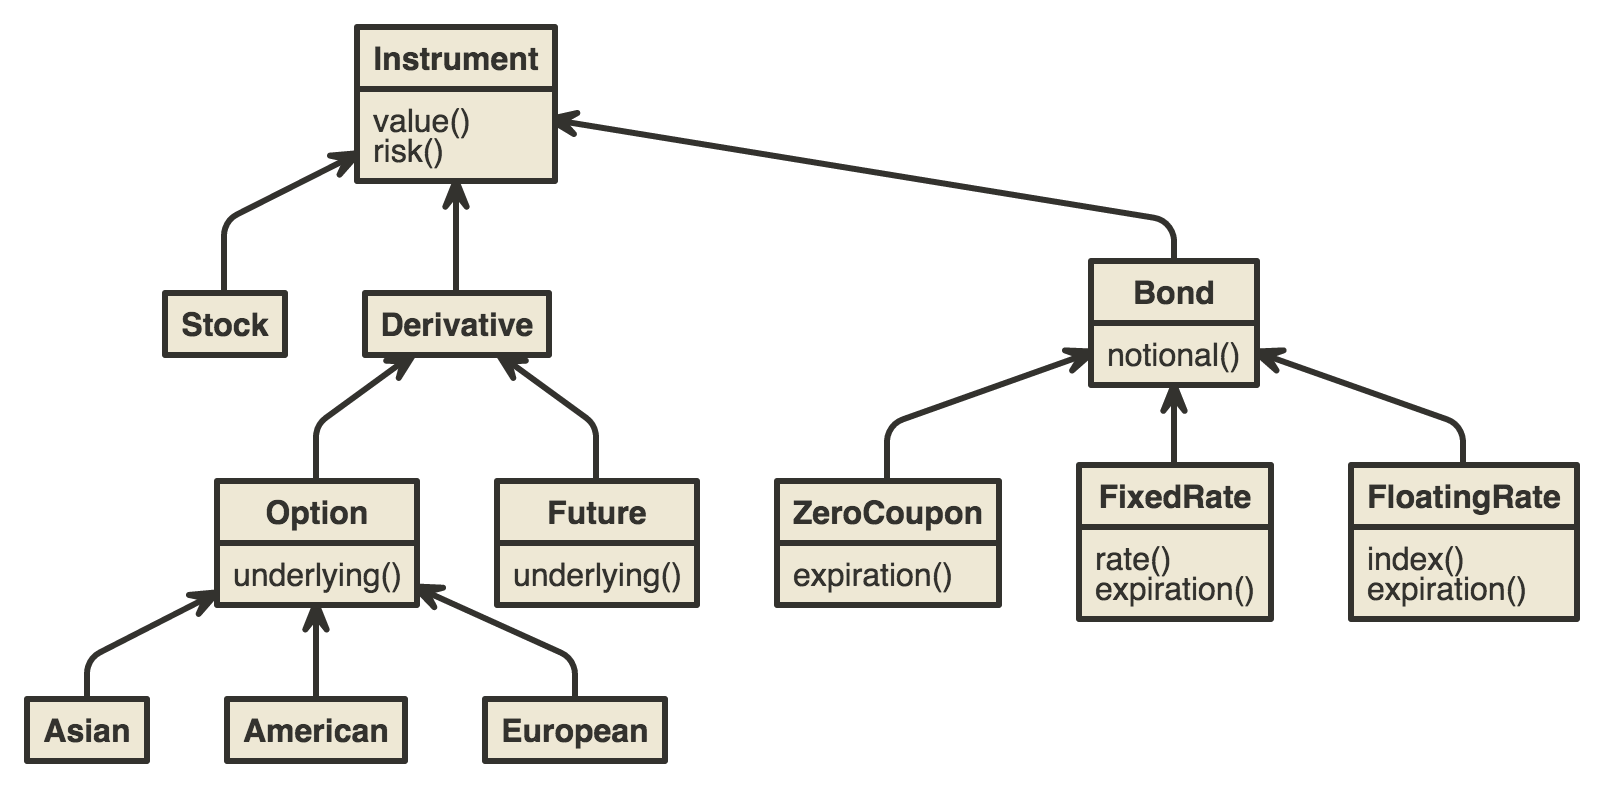 Instrument
value()
risk()
Stock
Derivative
Bond
notional()
Option
underlying()
Future
underlying()
ZeroCoupon
expiration()
FixedRate
rate()
expiration()
FloatingRate
index()
expiration()
Asian
American
European